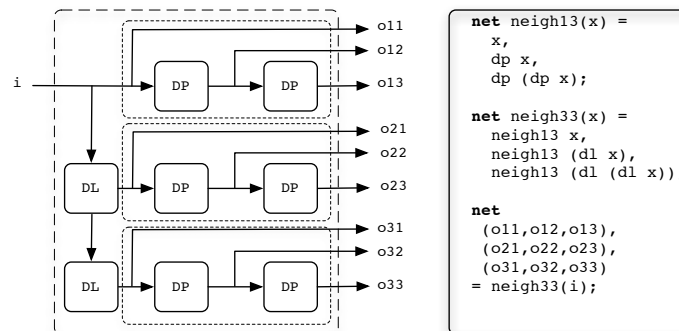 o11
o12
i
DP
DP
o13
o21
o22
DL
DP
DP
o23
o31
o32
DL
DP
DP
o33
net neigh13(x) =
x,
dp x,
dp (dp x);
net neigh33(x) =
neigh13 x,
neigh13 (dl x),
neigh13 (dl (dl x))
net
(o11,o12,o13),
(o21,o22,o23),
(o31,o32,o33)
= neigh33(i);